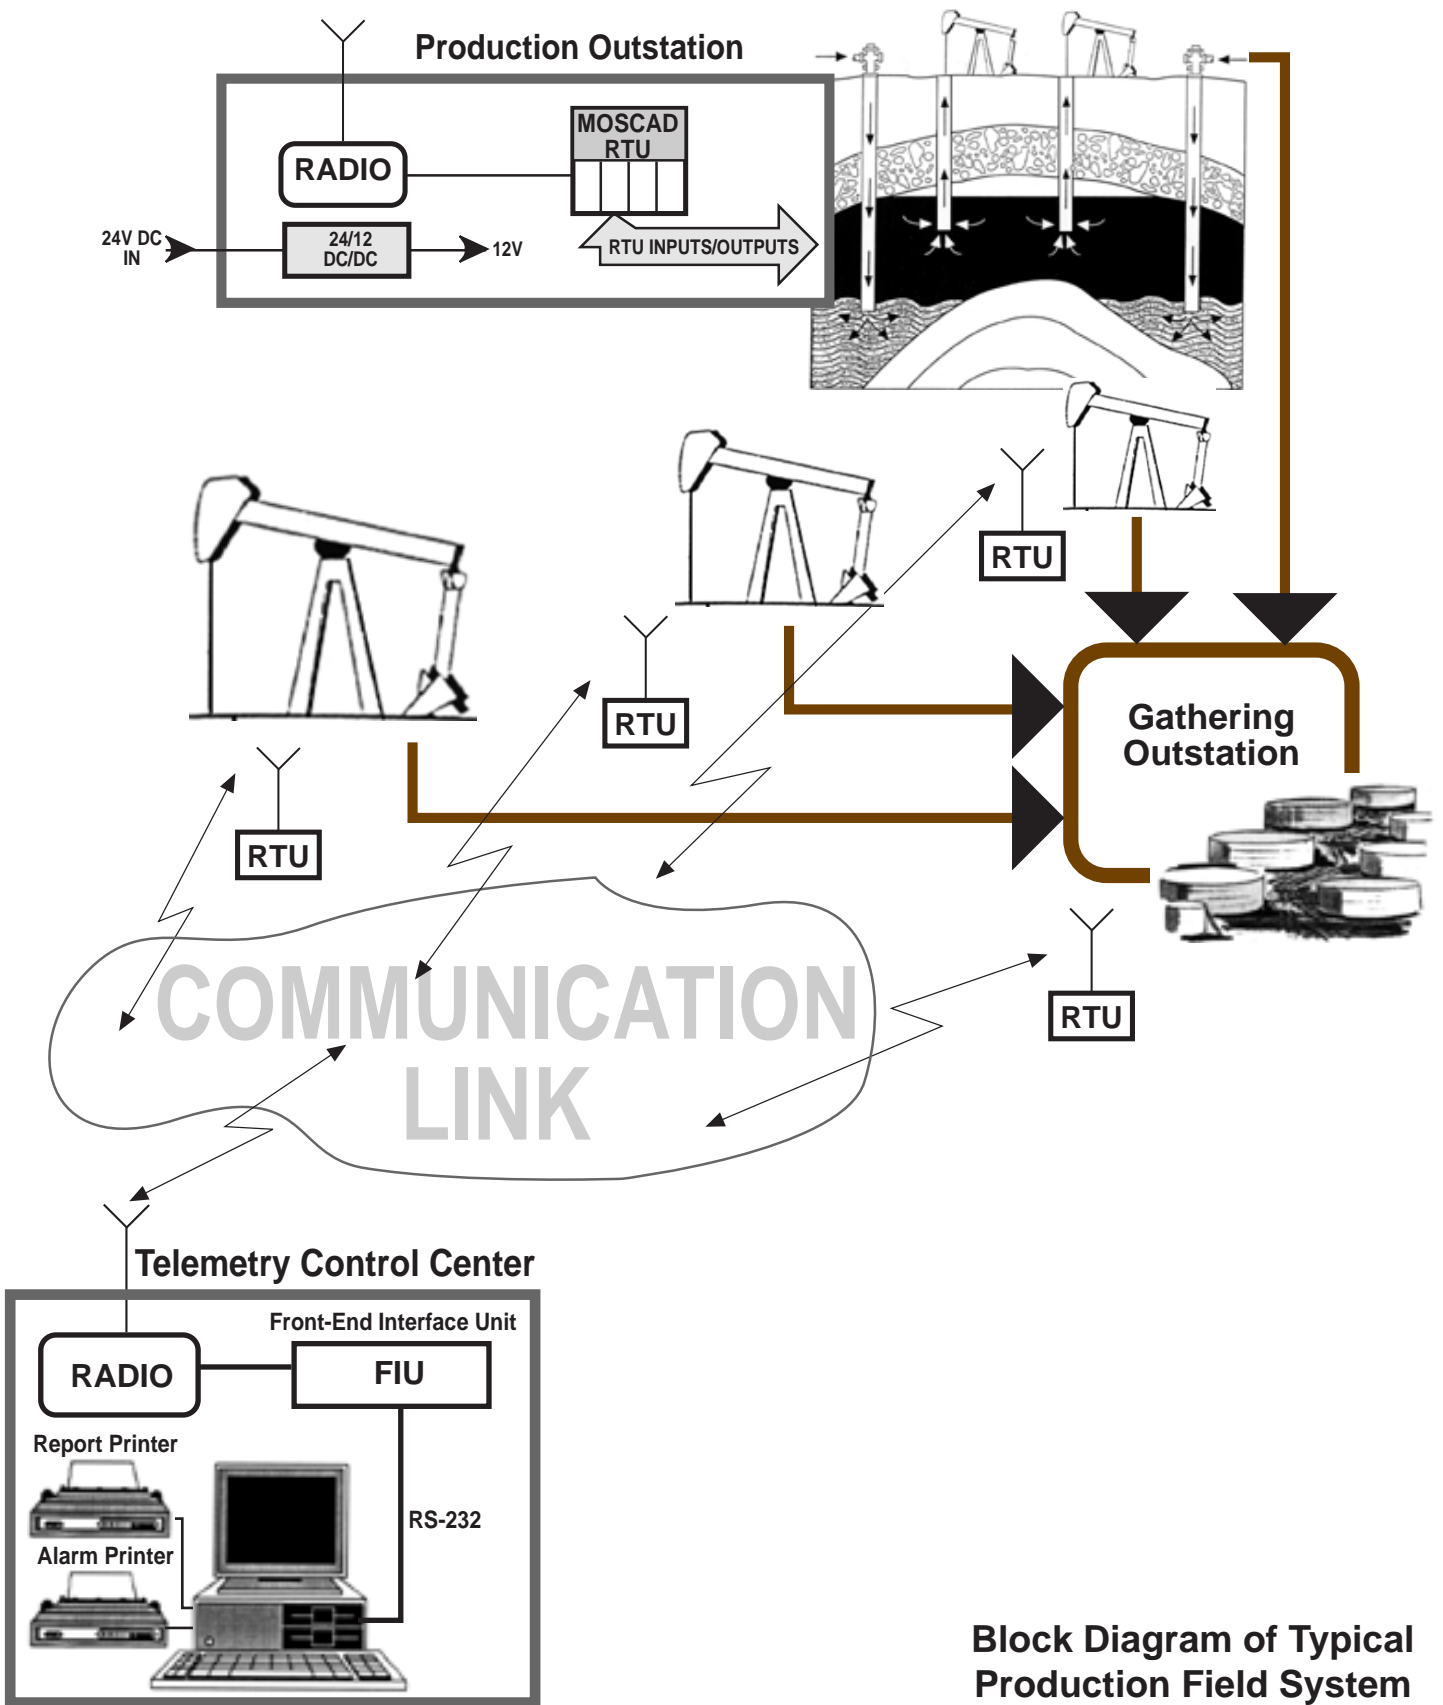 Production Outstation
MOSCAD
RTU
RADIO
24V DC
IN
24/12
DC/DC
12V
RTU INPUTS/OUTPUTS
RTU
RTU
Gathering
Outstation
RTU
RTU
COMMUNICATION
LINK
Telemetry Control Center
Front-End Interface Unit
RADIO
FIU
Report Printer
RS-232
Alarm Printer
Block Diagram of Typical
Production Field System